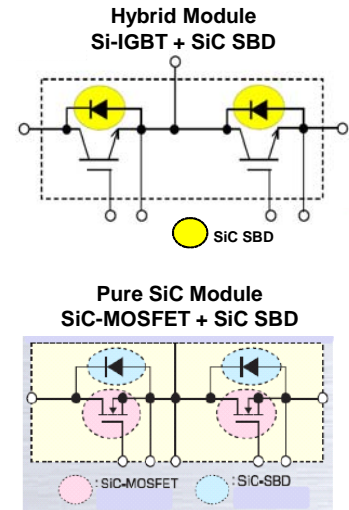 Hybrid Module
Si-IGBT + SiC SBD
SiC SBD
Pure SiC Module
SiC-MOSFET + SiC SBD
: SiC-MOSFET : SiC-SBD